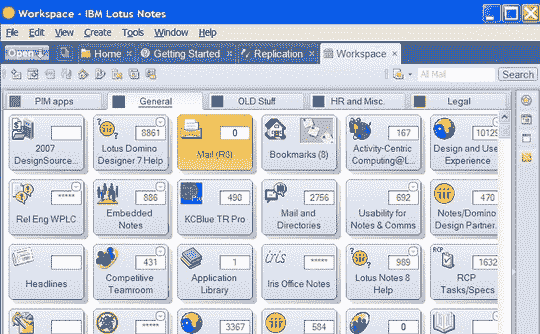 Workspace - IBM Lotus Notes
File Edit View Create Tools Window Help
Open Home Getting Started Replication Workspace
All Mail Search
PIM apps General OLD Stuff HR and Misc. Legal
8861 0 167 10129
2007 DesignSource...
Lotus Domino Designer 7 Help
Mail (R8)
Bookmarks (8)
Activity-Centric Computing@L...
Design and Use Experience
***** 886 490 2756 692 470
Rel Eng WPLC
Embedded Notes
KCBlue TR Pro
Mail and Directories
Usability for Notes & Comms
Notes/Domino Design Partner...
iris RCP
431 1 ***** 989 1632
Headlines
Competitive Teamroom
Application Library
Iris Office Notes
Lotus Notes 8 Help
RCP Tasks/Specs
***** 3367 584 0